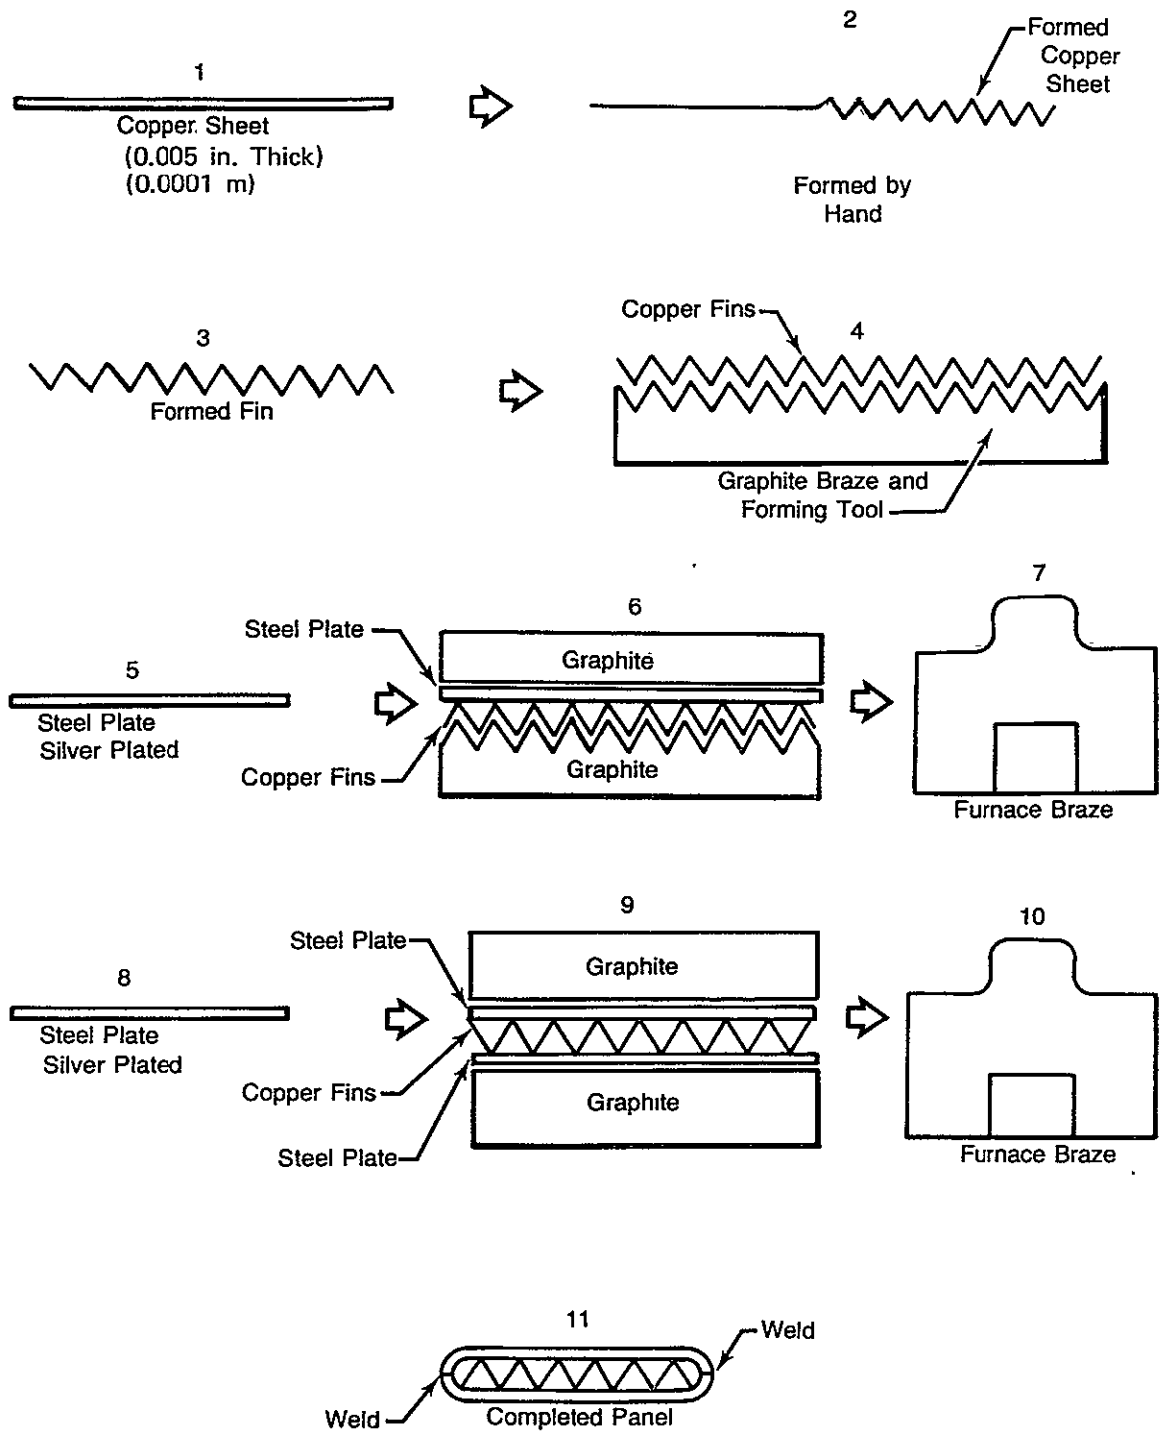 1
Copper Sheet
(0.005 in. Thick)
(0.0001 m)
2
Formed
Copper
Sheet
Formed by
Hand
3
Formed Fin
4
Copper Fins
Graphite Braze and
Forming Tool
5
Steel Plate
Silver Plated
6
Steel Plate
Graphite
Copper Fins
Graphite
7
Furnace Braze
8
Steel Plate
Silver Plated
9
Steel Plate
Graphite
Copper Fins
Graphite
Steel Plate
10
Furnace Braze
11
Weld
Weld
Completed Panel